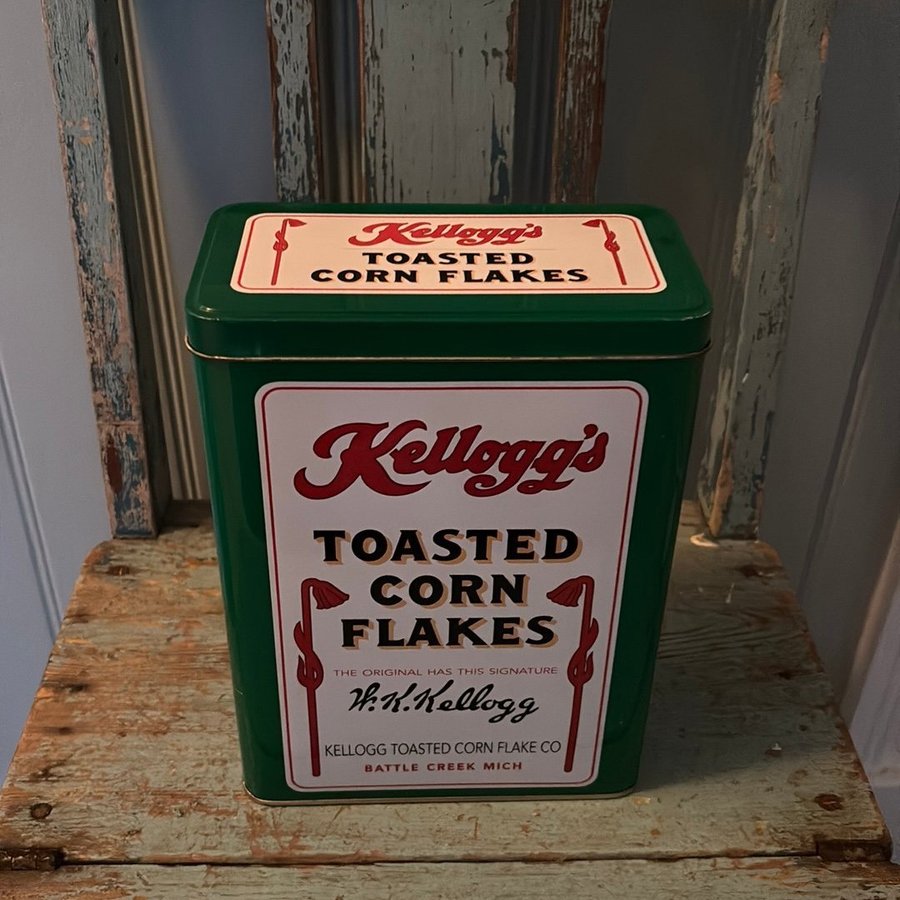 Kellogg's
TOASTED
CORN FLAKES
Kellogg's
TOASTED
CORN
FLAKES
THE ORIGINAL HAS THIS SIGNATURE
W.K.Kellogg
KELLOGG TOASTED CORN FLAKE CO
BATTLE CREEK MICH